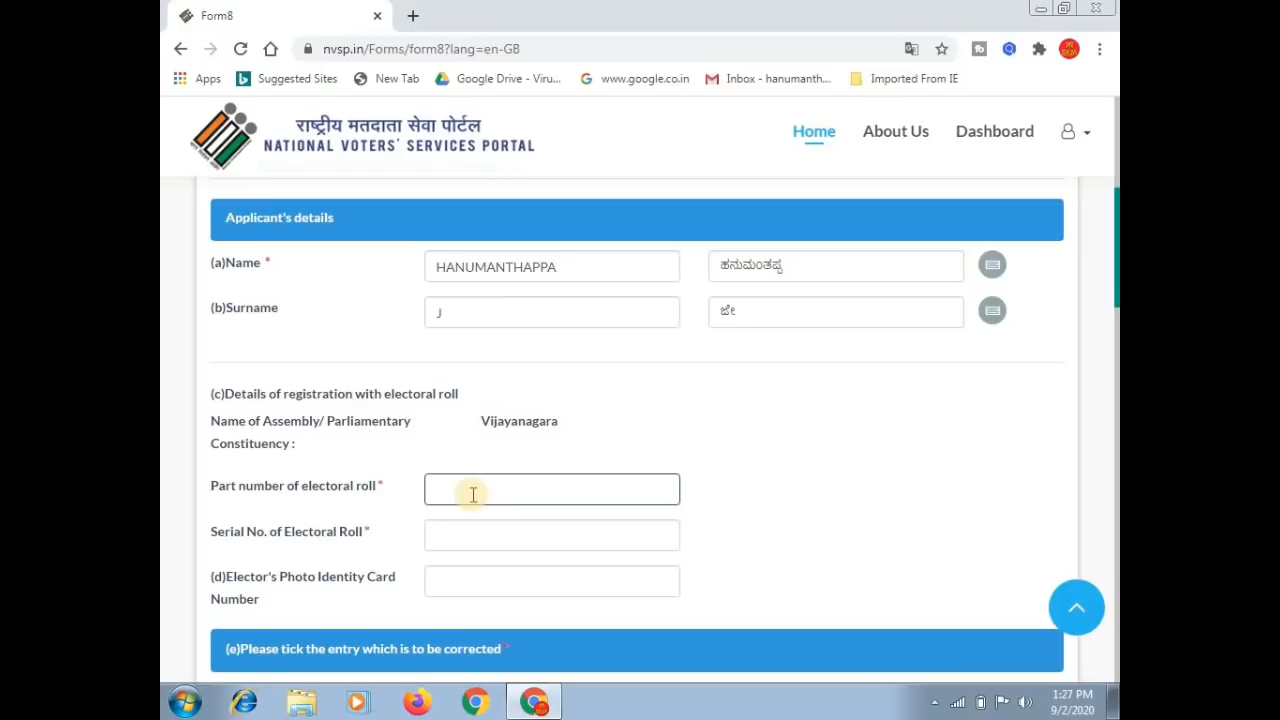 Form8
nvsp.in/Forms/form8?lang=en-GB
Apps
Suggested Sites
New Tab
Google Drive - Viru...
www.google.co.in
Inbox - hanumanth...
Imported From IE
राष्ट्रीय मतदाता सेवा पोर्टल
NATIONAL VOTERS' SERVICES PORTAL
Home
About Us
Dashboard
Applicant's details
(a)Name *
HANUMANTHAPPA
ಹನುಮಂತಪ್ಪ
(b)Surname
J
ಜೇ
(c)Details of registration with electoral roll
Name of Assembly/ Parliamentary
Constituency :
Vijayanagara
Part number of electoral roll*
Serial No. of Electoral Roll*
(d)Elector's Photo Identity Card
Number
(e)Please tick the entry which is to be corrected *
1:27 PM
9/2/2020